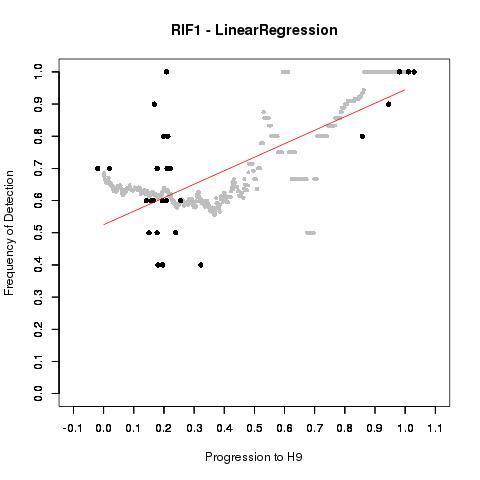 RIF1 - LinearRegression
Frequency of Detection
1.0
0.9
0.8
0.7
0.6
0.5
0.4
0.3
0.2
0.1
0.0
-0.1 0.0 0.1 0.2 0.3 0.4 0.5 0.6 0.7 0.8 0.9 1.0 1.1
Progression to H9